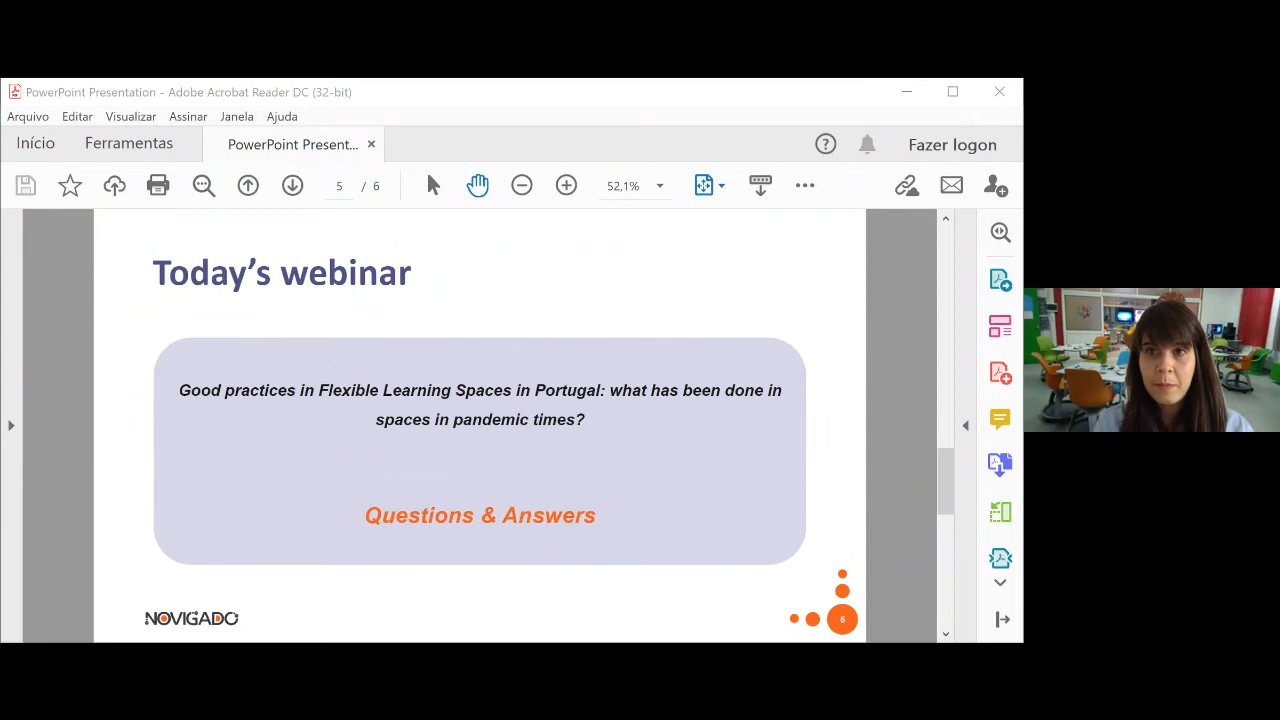 PowerPoint Presentation - Adobe Acrobat Reader DC (32-bit)
Arquivo Editar Visualizar Assinar Janela Ajuda
Início Ferramentas PowerPoint Present... Fazer logon
5 / 6 52,1%
Today's webinar
Good practices in Flexible Learning Spaces in Portugal: what has been done in
spaces in pandemic times?
Questions & Answers
NOVIGADO
5